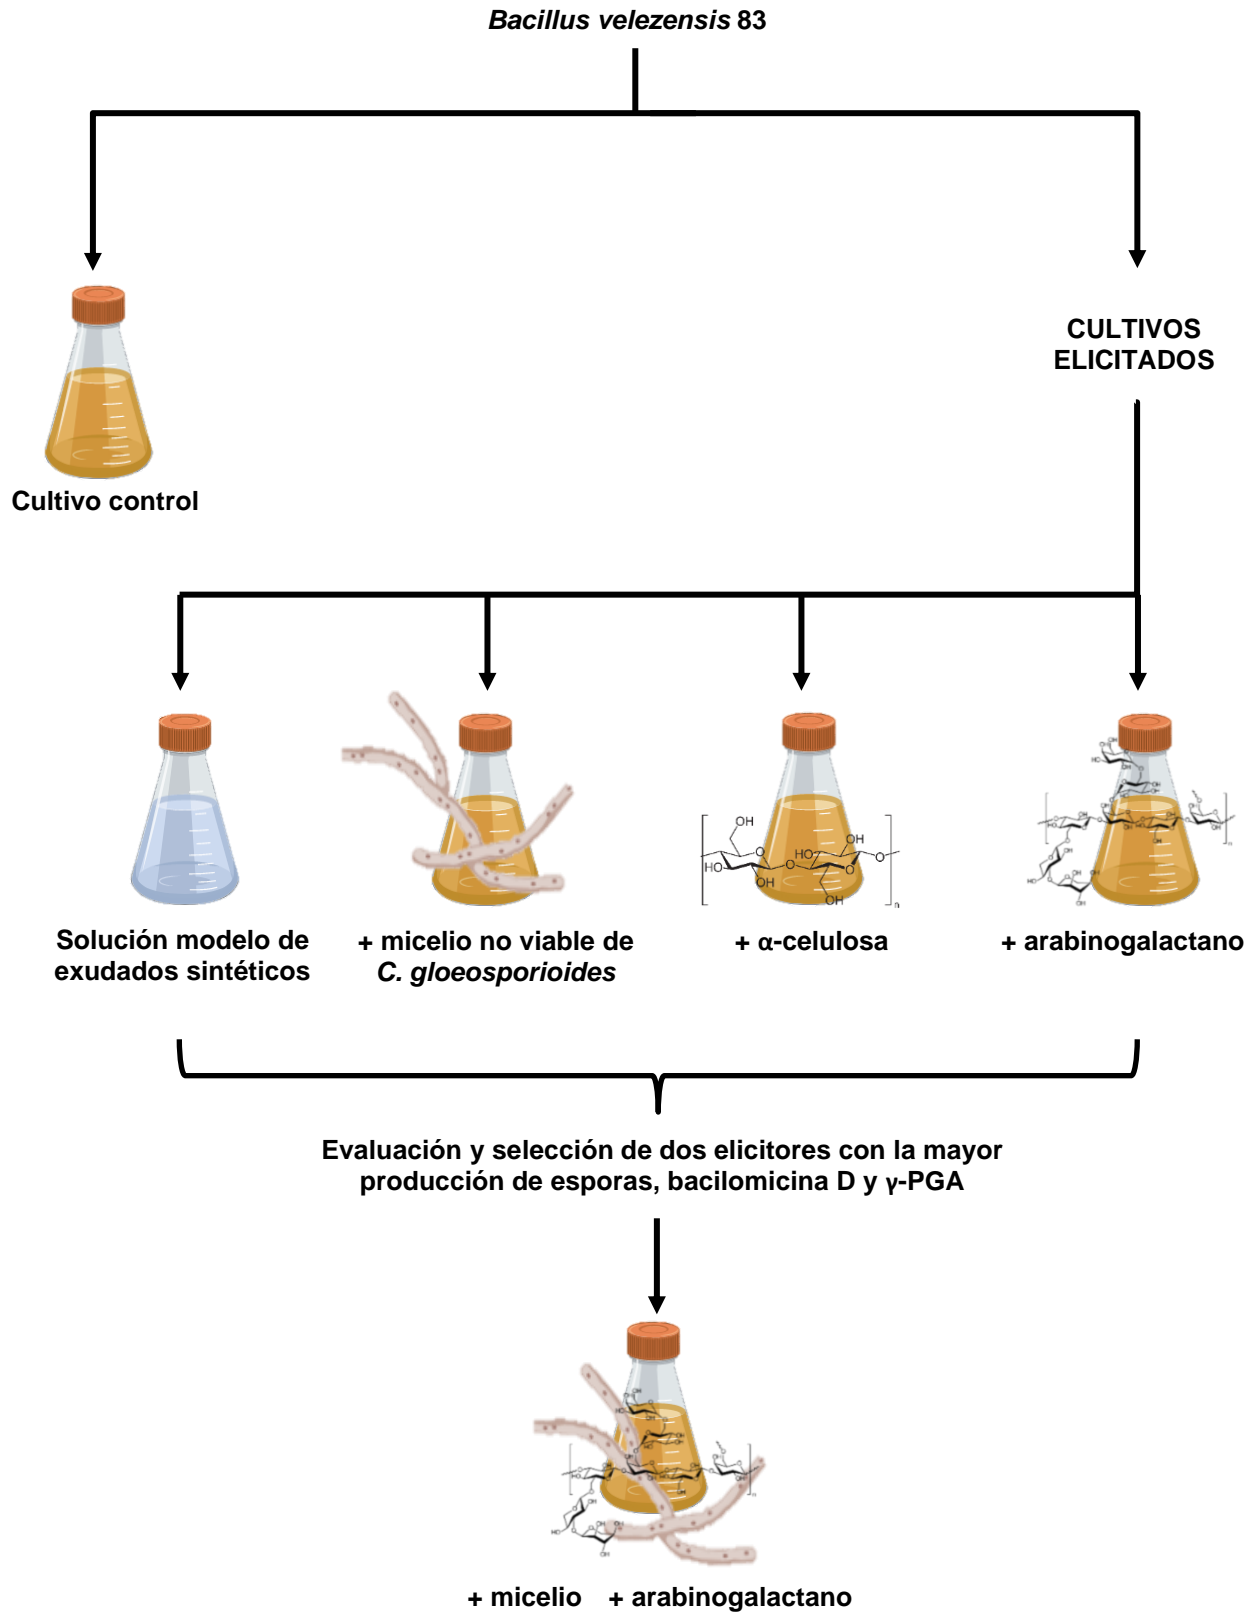 Bacillus velezensis 83
CULTIVOS
ELICITADOS
Cultivo control
Solución modelo de
exudados sintéticos
+ micelio no viable de
C. gloeosporioides
+ α-celulosa
+ arabinogalactano
Evaluación y selección de dos elicitores con la mayor
producción de esporas, bacilomicina D y γ-PGA
+ micelio + arabinogalactano